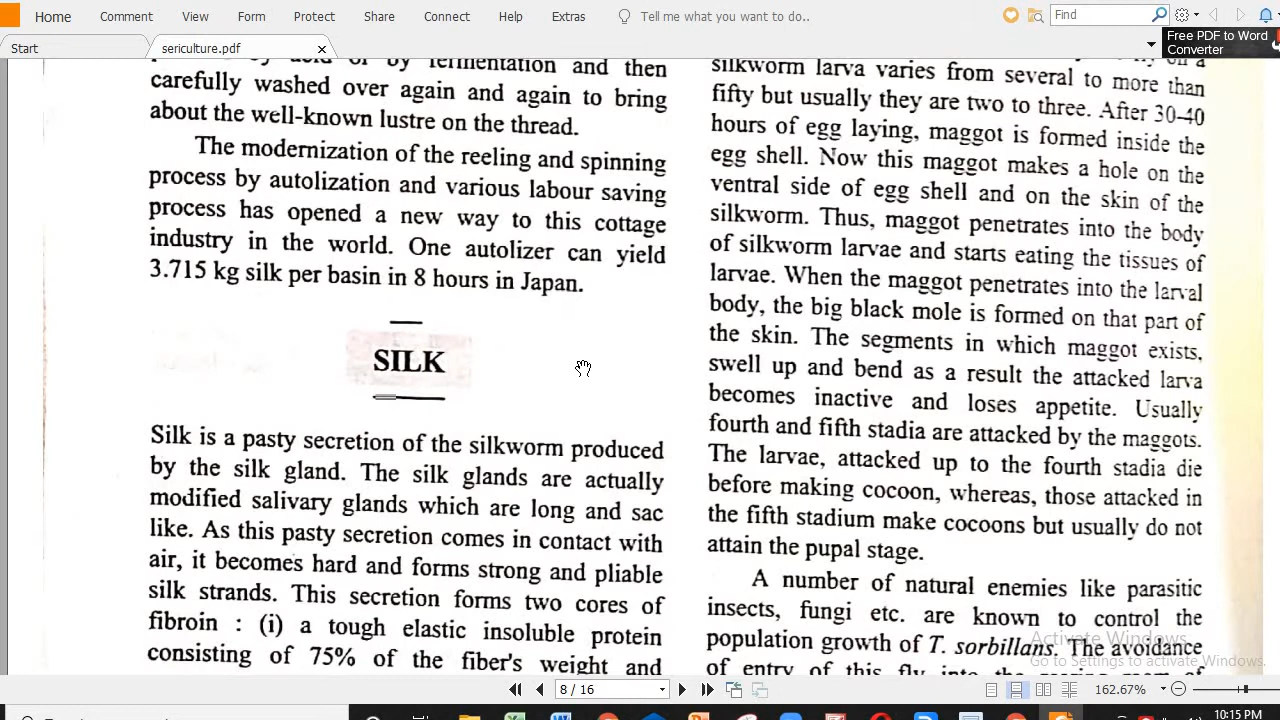 Home Comment View Form Protect Share Connect Help Extras Tell me what you want to do.. Find
Free PDF to Word
Converter
Start sericulture.pdf x
by acid or by fermentation and then
carefully washed over again and again to bring
about the well-known lustre on the thread.
The modernization of the reeling and spinning
process by autolization and various labour saving
process has opened a new way to this cottage
industry in the world. One autolizer can yield
3.715 kg silk per basin in 8 hours in Japan.
SILK
Silk is a pasty secretion of the silkworm produced
by the silk gland. The silk glands are actually
modified salivary glands which are long and sac
like. As this pasty secretion comes in contact with
air, it becomes hard and forms strong and pliable
silk strands. This secretion forms two cores of
fibroin : (i) a tough elastic insoluble protein
consisting of 75% of the fiber's weight and
on a
silkworm larva varies from several to more than
fifty but usually they are two to three. After 30-40
hours of egg laying, maggot is formed inside the
egg shell. Now this maggot makes a hole on the
ventral side of egg shell and on the skin of the
silkworm. Thus, maggot penetrates into the body
of silkworm larvae and starts eating the tissues of
larvae. When the maggot penetrates into the larval
body, the big black mole is formed on that part of
the skin. The segments in which maggot exists,
swell up and bend as a result the attacked larva
becomes inactive and loses appetite. Usually
fourth and fifth stadia are attacked by the maggots.
The larvae, attacked up to the fourth stadia die
before making cocoon, whereas, those attacked in
the fifth stadium make cocoons but usually do not
attain the pupal stage.
A number of natural enemies like parasitic
insects, fungi etc. are known to control the
population growth of T. sorbillans. The avoidance
of entry of this fly into the
Activate Windows
Go to Settings to activate Windows.
8 / 16 162.67%
10:15 PM